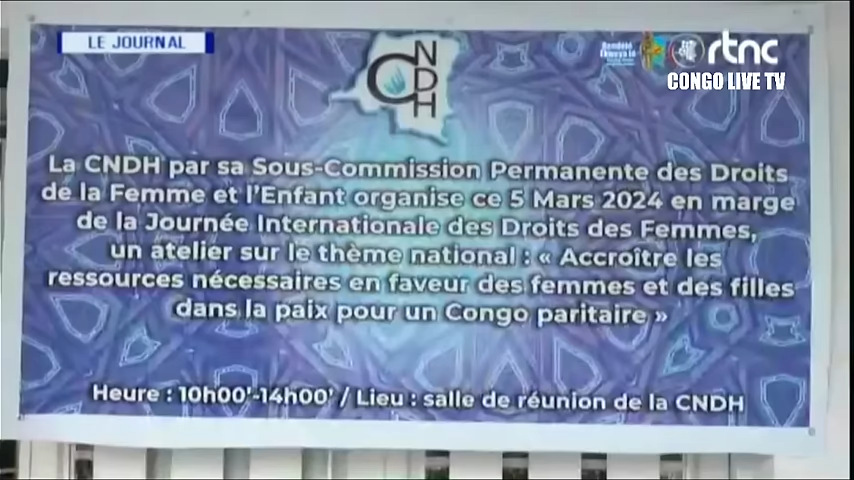 LE JOURNAL
rtnc
CONGO LIVE TV
CNDH
La CNDH par sa Sous-Commission Permanente des Droits
de la Femme et l'Enfant organise ce 5 Mars 2024 en marge
de la Journée Internationale des Droits des Femmes,
un atelier sur le thème national : « Accroître les
ressources nécessaires en faveur des femmes et des filles
dans la paix pour un Congo paritaire »
Heure : 10h00'-14h00' / Lieu : salle de réunion de la CNDH